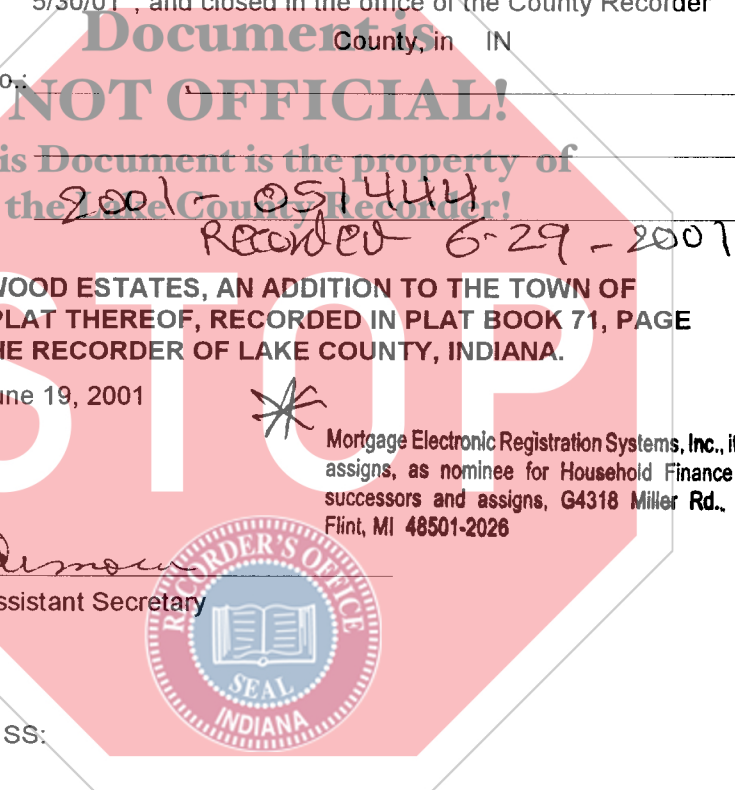 5/30/01 , and closed in the office of the County Recorder
Document is
County, in IN
o.:
NOT OFFICIAL!
is Document is the property of
the Lake County Recorder!
2001- 051444
Recorded 6-29-2001
WOOD ESTATES, AN ADDITION TO THE TOWN OF
PLAT THEREOF, RECORDED IN PLAT BOOK 71, PAGE
HE RECORDER OF LAKE COUNTY, INDIANA.
une 19, 2001
STOP
Mortgage Electronic Registration Systems, Inc., it
assigns, as nominee for Household Finance
successors and assigns, G4318 Miller Rd.,
Flint, MI 48501-2026
ssistant Secretary
RECORDER'S OFFICE
SEAL
INDIANA
SS: